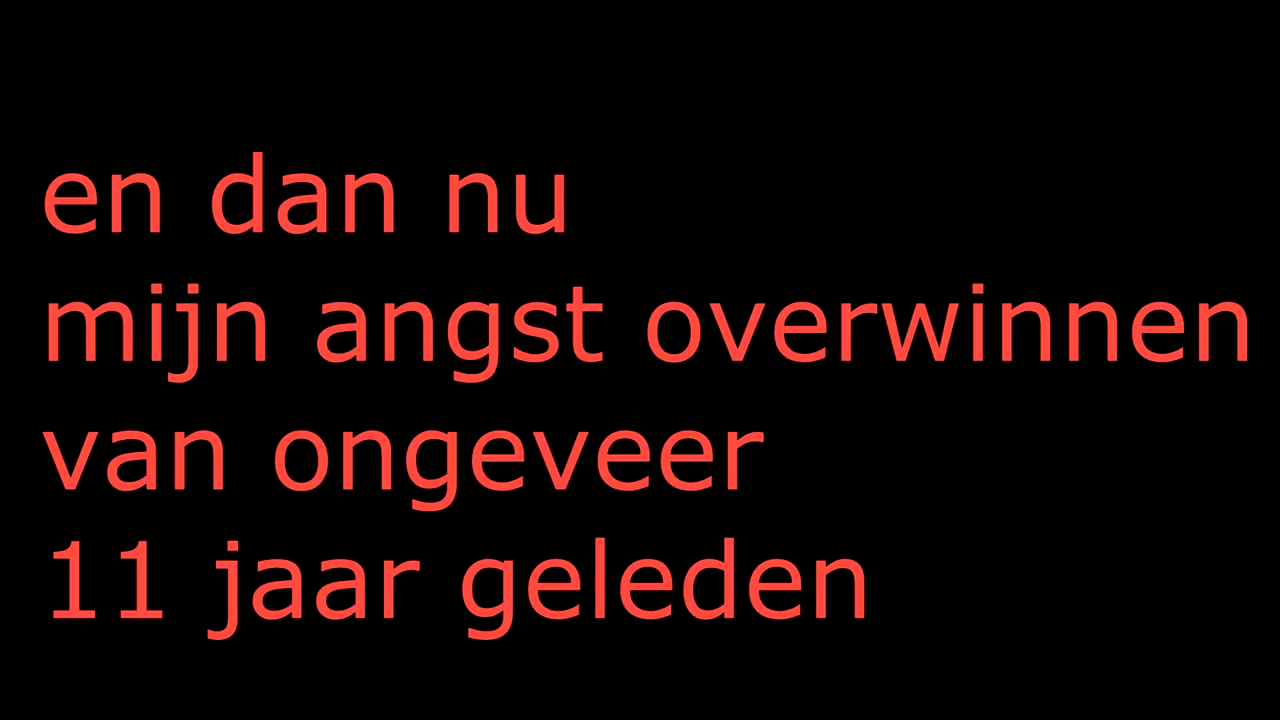 en dan nu
mijn angst overwinnen
van ongeveer
11 jaar geleden